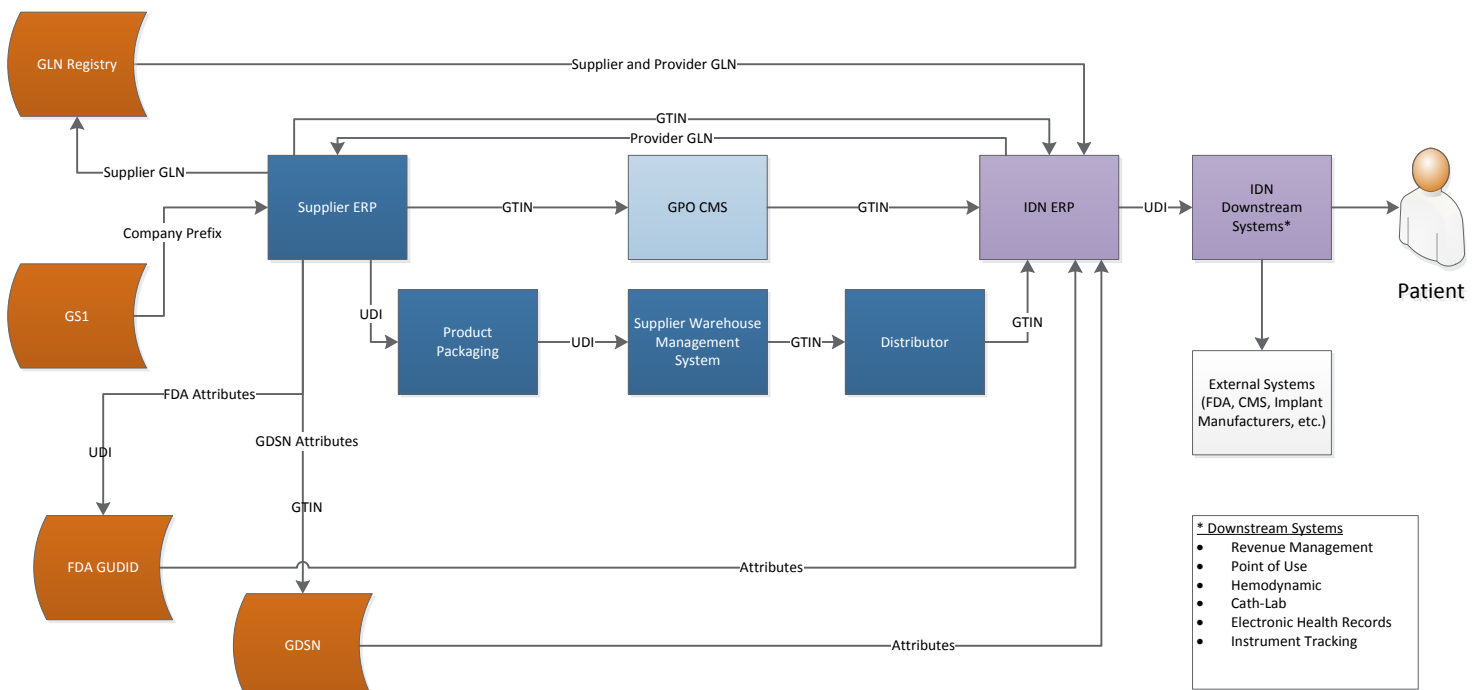 GLN Registry
Supplier and Provider GLN
GTIN
Provider GLN
Supplier GLN
Supplier ERP
GTIN
GPO CMS
GTIN
IDN ERP
UDI
IDN
Downstream
Systems*
Patient
Company Prefix
GS1
UDI
Product
Packaging
UDI
Supplier Warehouse
Management
System
GTIN
Distributor
GTIN
External Systems
(FDA, CMS, Implant
Manufacturers, etc.)
FDA Attributes
UDI
GDSN Attributes
GTIN
FDA GUDID
Attributes
GDSN
Attributes
* Downstream Systems
• Revenue Management
• Point of Use
• Hemodynamic
• Cath-Lab
• Electronic Health Records
• Instrument Tracking